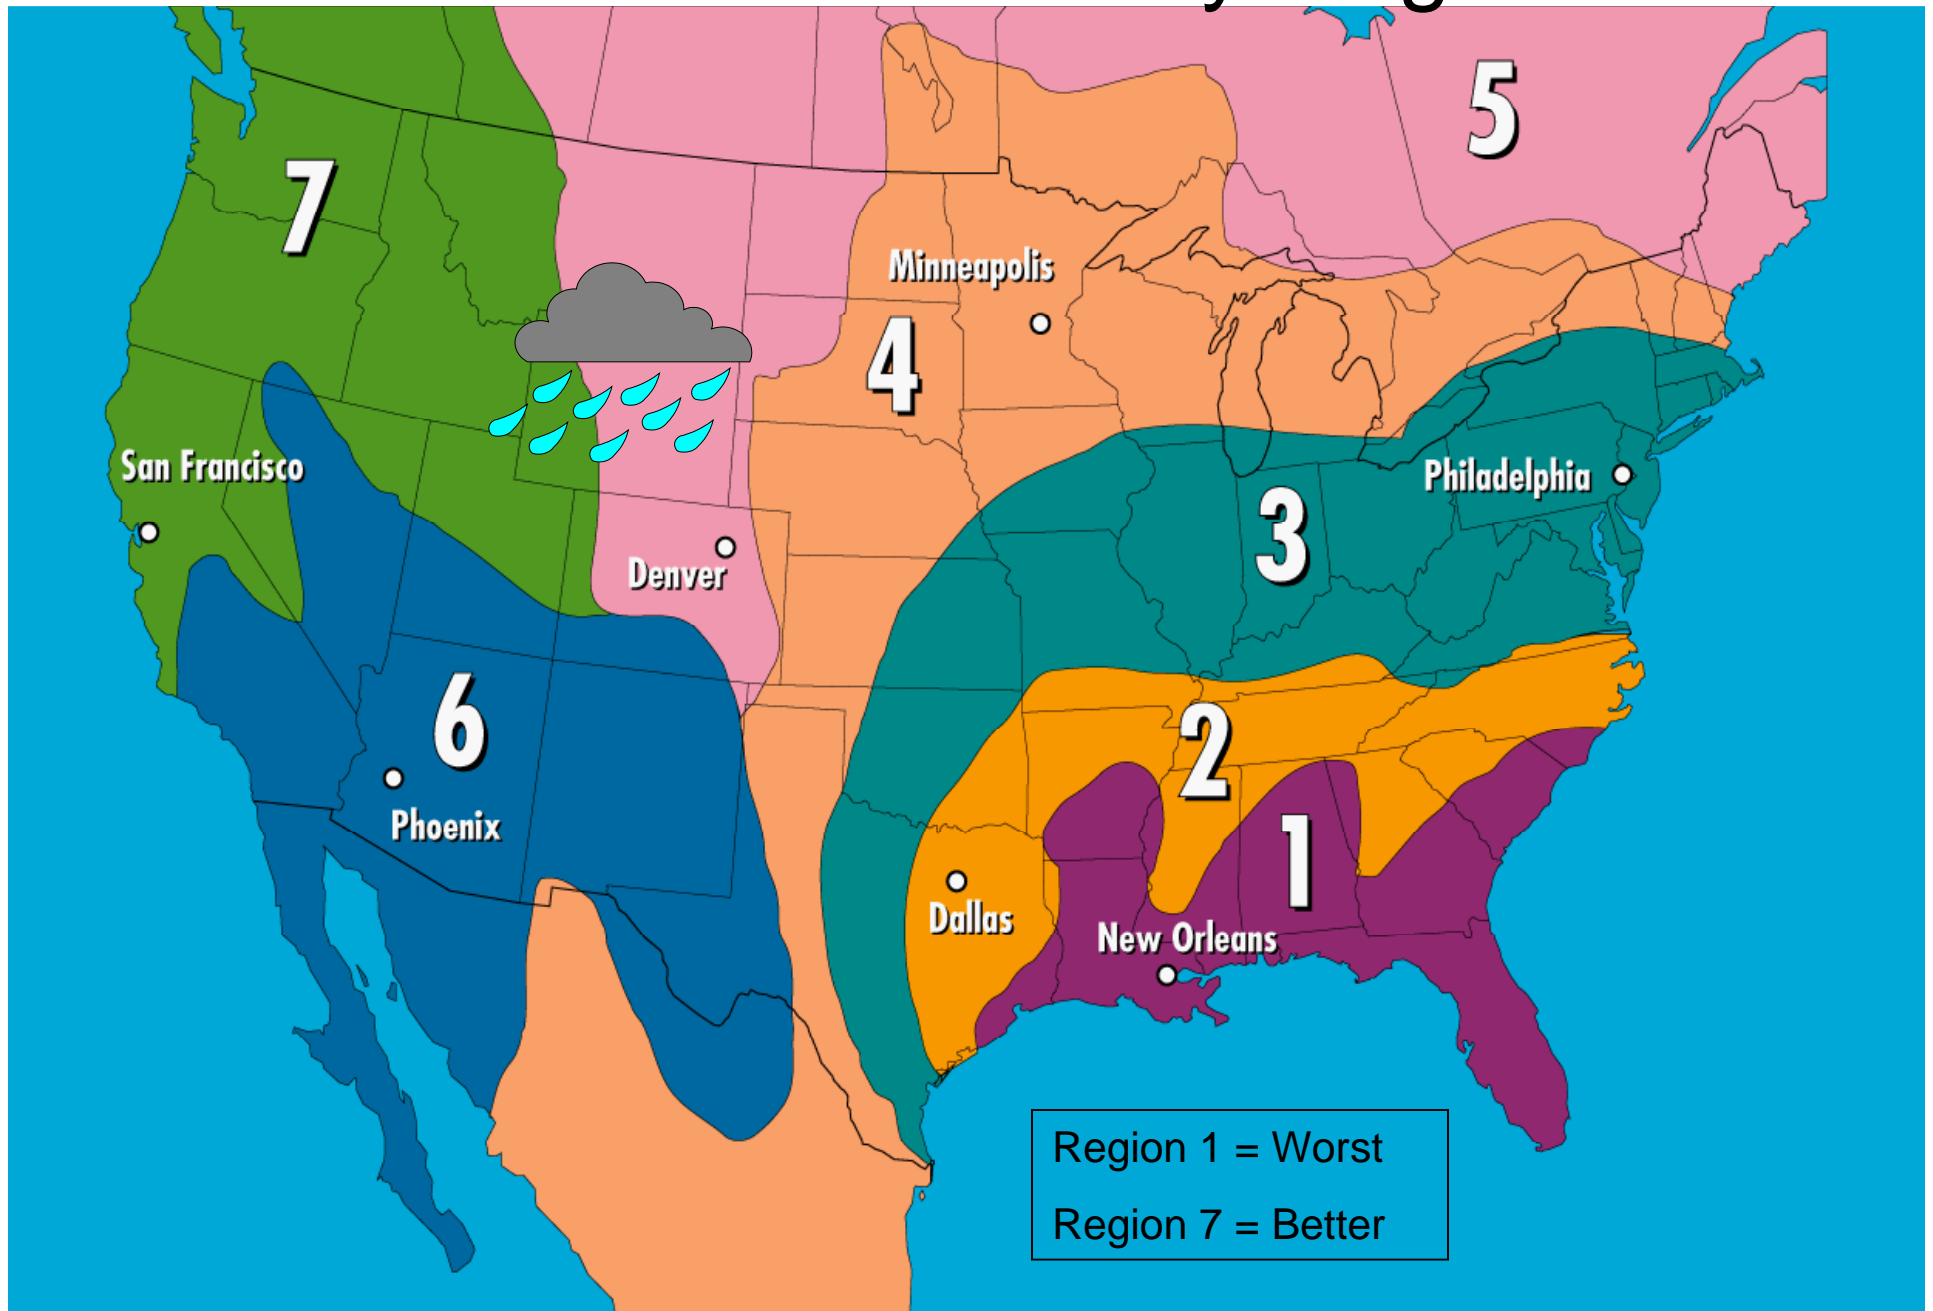 5
7
Minneapolis
4
San Francisco
Philadelphia
3
Denver
6
2
Phoenix
1
Dallas
New Orleans
Region 1 = Worst
Region 7 = Better